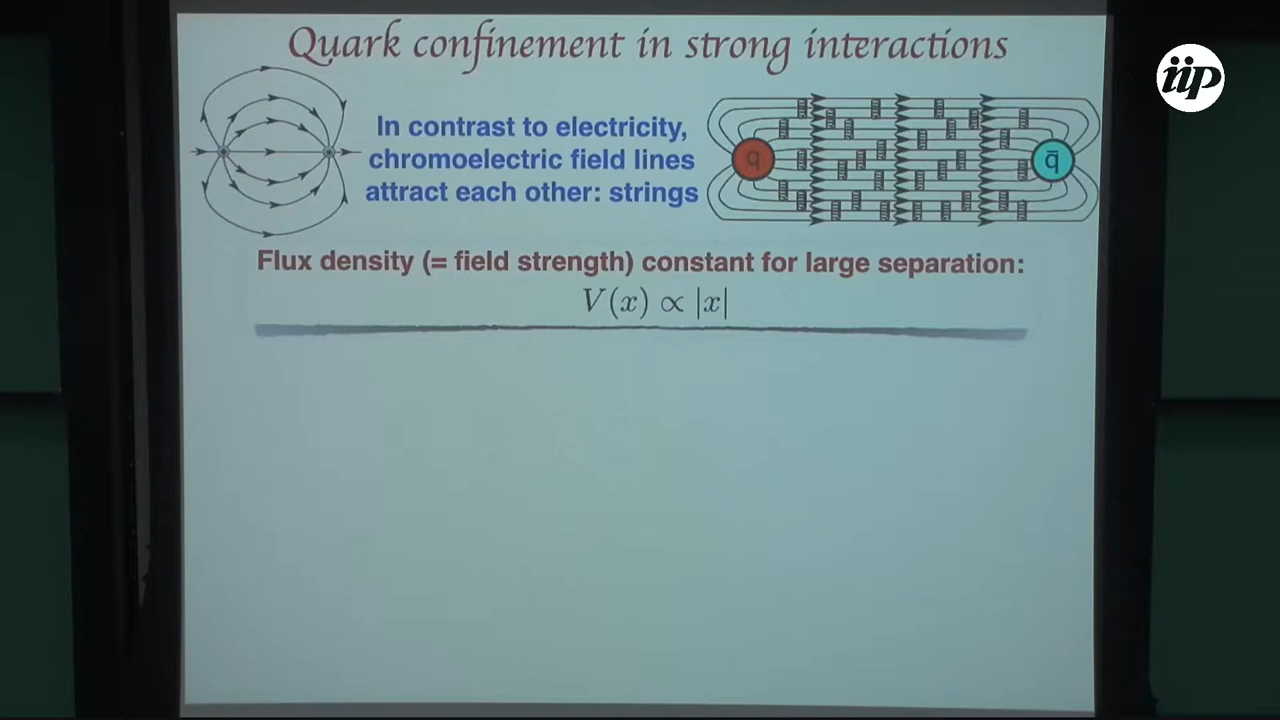 Quark confinement in strong interactions
iip
In contrast to electricity,
chromoelectric field lines
attract each other: strings
q
q̄
Flux density (= field strength) constant for large separation:
V(x) ∝ |x|